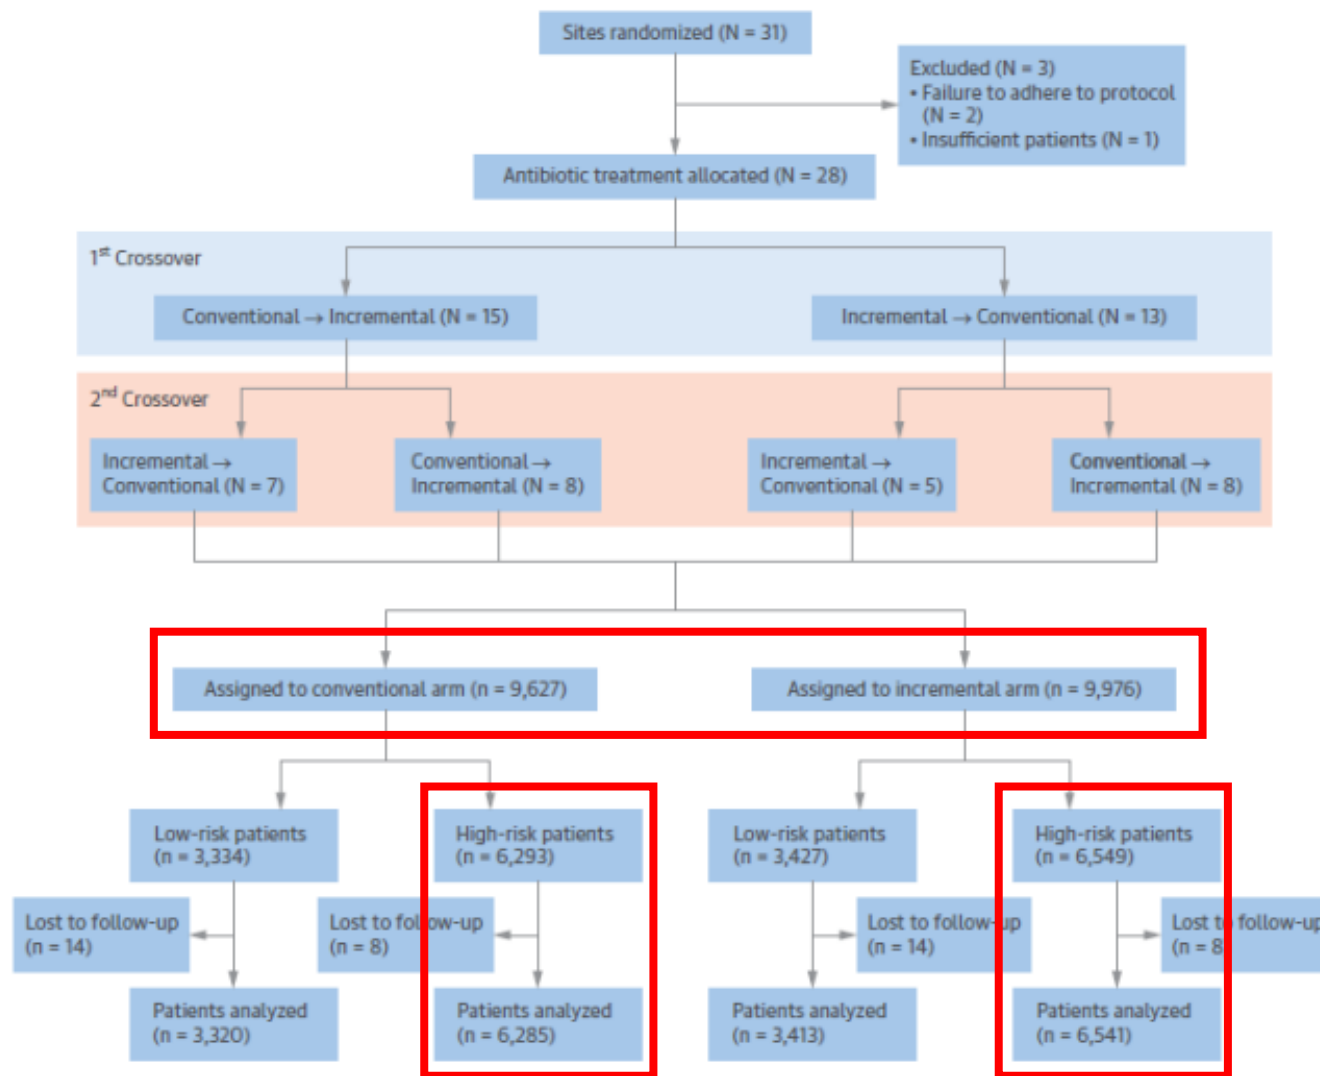 Sites randomized (N = 31)
Excluded (N = 3)
• Failure to adhere to protocol
(N = 2)
• Insufficient patients (N = 1)
Antibiotic treatment allocated (N = 28)
1st Crossover
Conventional → Incremental (N = 15)
Incremental → Conventional (N = 13)
2nd Crossover
Incremental →
Conventional (N = 7)
Conventional →
Incremental (N = 8)
Incremental →
Conventional (N = 5)
Conventional →
Incremental (N = 8)
Assigned to conventional arm (n = 9,627)
Assigned to incremental arm (n = 9,976)
Low-risk patients
(n = 3,334)
High-risk patients
(n = 6,293)
Low-risk patients
(n = 3,427)
High-risk patients
(n = 6,549)
Lost to follow-up
(n = 14)
Lost to follow-up
(n = 8)
Lost to follow-up
(n = 14)
Lost to follow-up
(n = 8)
Patients analyzed
(n = 3,320)
Patients analyzed
(n = 6,285)
Patients analyzed
(n = 3,413)
Patients analyzed
(n = 6,541)